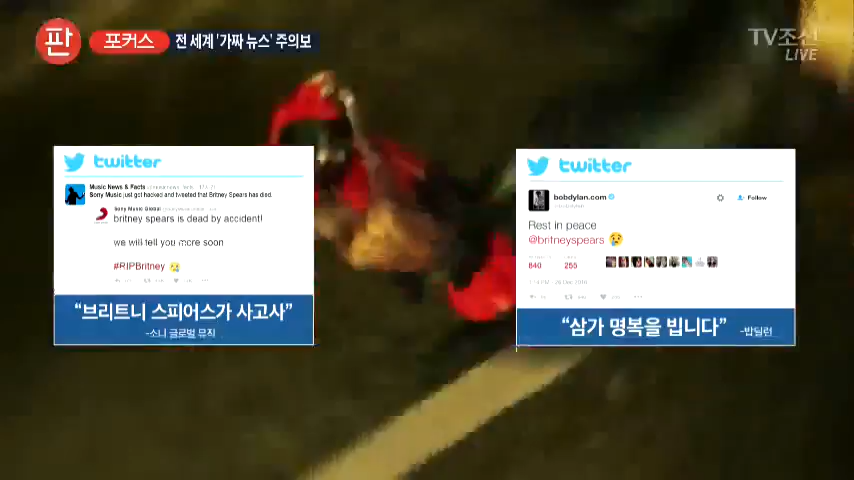 판 포커스 전 세계 '가짜 뉴스' 주의보
TV조선
LIVE
twitter
Music News & Facts
Sony Music just got hacked and tweeted that Britney Spears has died.
Sony Music Global
britney spears is dead by accident!
we will tell you more soon
#RIPBritney
"브리트니 스피어스가 사고사"
-소니 글로벌 뮤직
twitter
bobdylan.com
Follow
Rest in peace
@britneyspears
840 255
"삼가 명복을 빕니다" -밥딜런